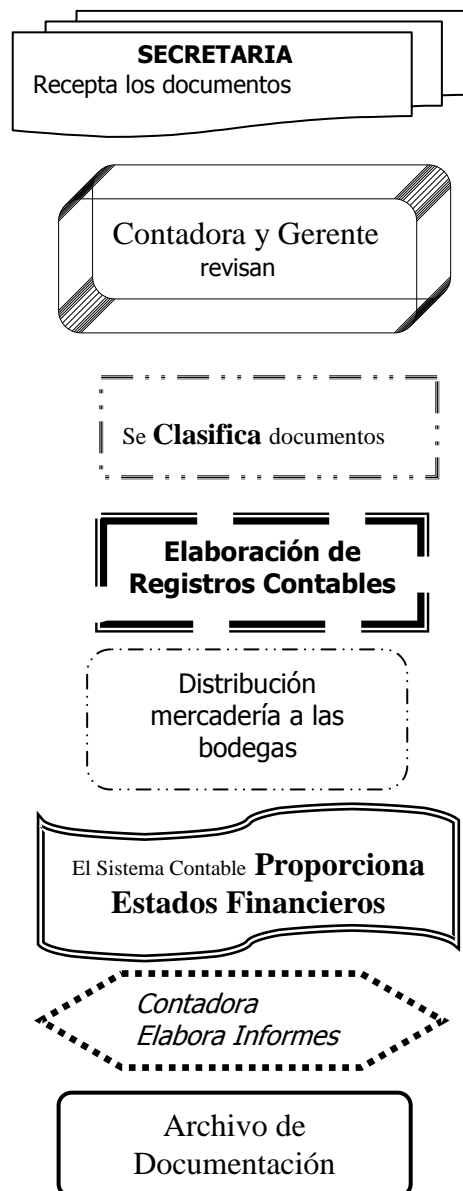 SECRETARIA
Recepta los documentos
Contadora y Gerente
revisan
Se Clasifica documentos
Elaboración de
Registros Contables
Distribución
mercadería a las
bodegas
El Sistema Contable Proporciona
Estados Financieros
Contadora
Elabora Informes
Archivo de
Documentación